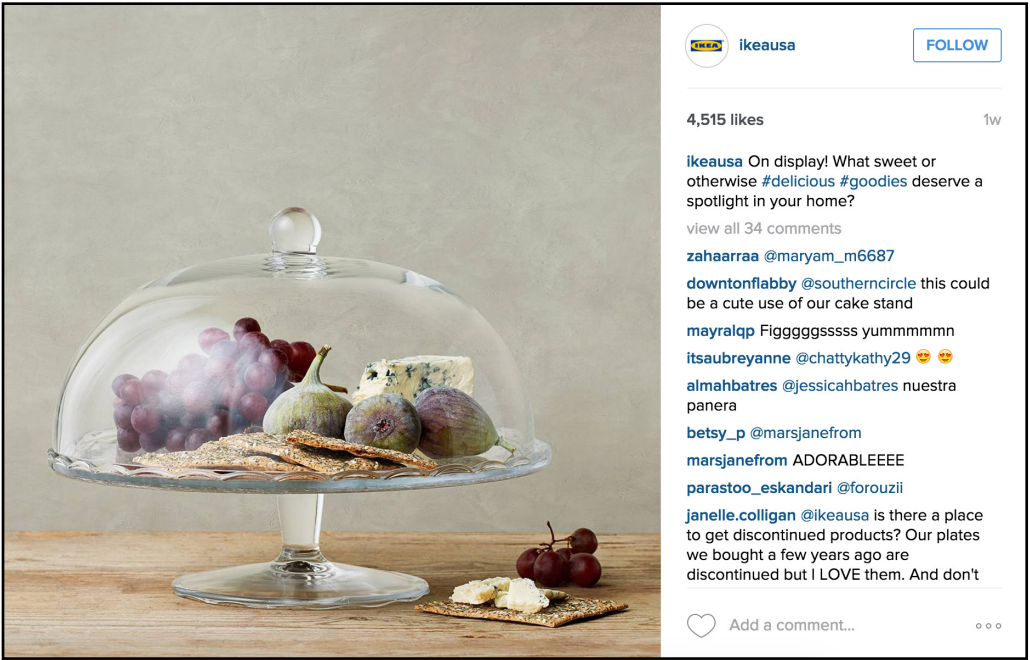 IKEA
ikeausa
FOLLOW
4,515 likes
1w
ikeausa On display! What sweet or
otherwise #delicious #goodies deserve a
spotlight in your home?
view all 34 comments
zahaarraa @maryam_m6687
downtonflabby @southerncircle this could
be a cute use of our cake stand
mayralqp Figggggsssss yummmmmn
itsaubreyanne @chattykathy29 😍 😍
almahbatres @jessicahbatres nuestra
panera
betsy_p @marsjanefrom
marsjanefrom ADORABLEEEE
parastoo_eskandari @forouzii
janelle.colligan @ikeausa is there a place
to get discontinued products? Our plates
we bought a few years ago are
discontinued but I LOVE them. And don't
Add a comment...